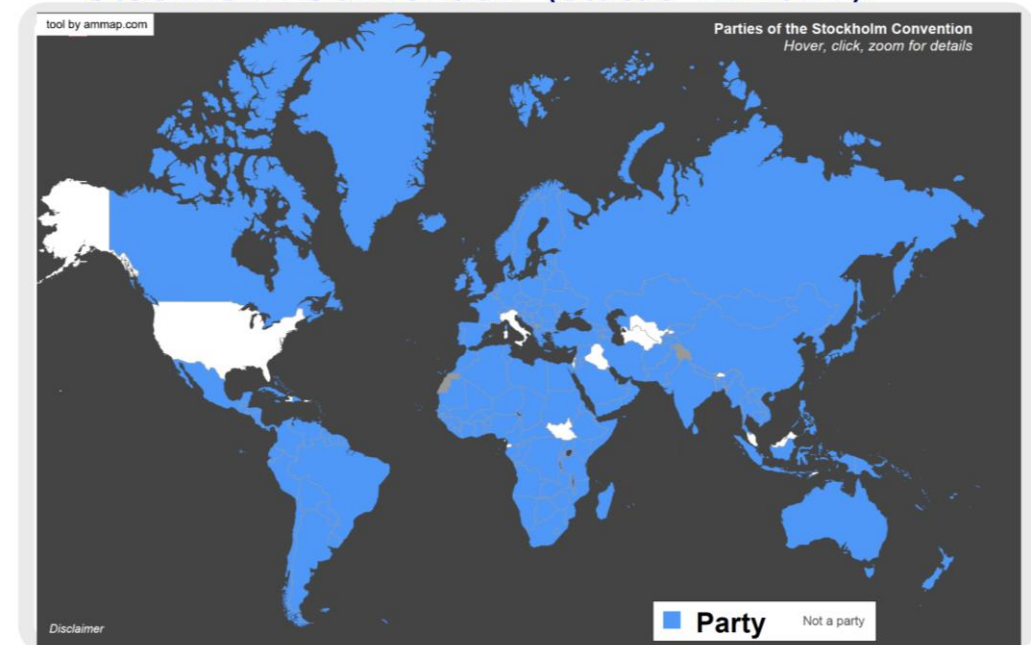 tool by ammap.com
Parties of the Stockholm Convention
Hover, click, zoom for details
Party
Not a party
Disclaimer